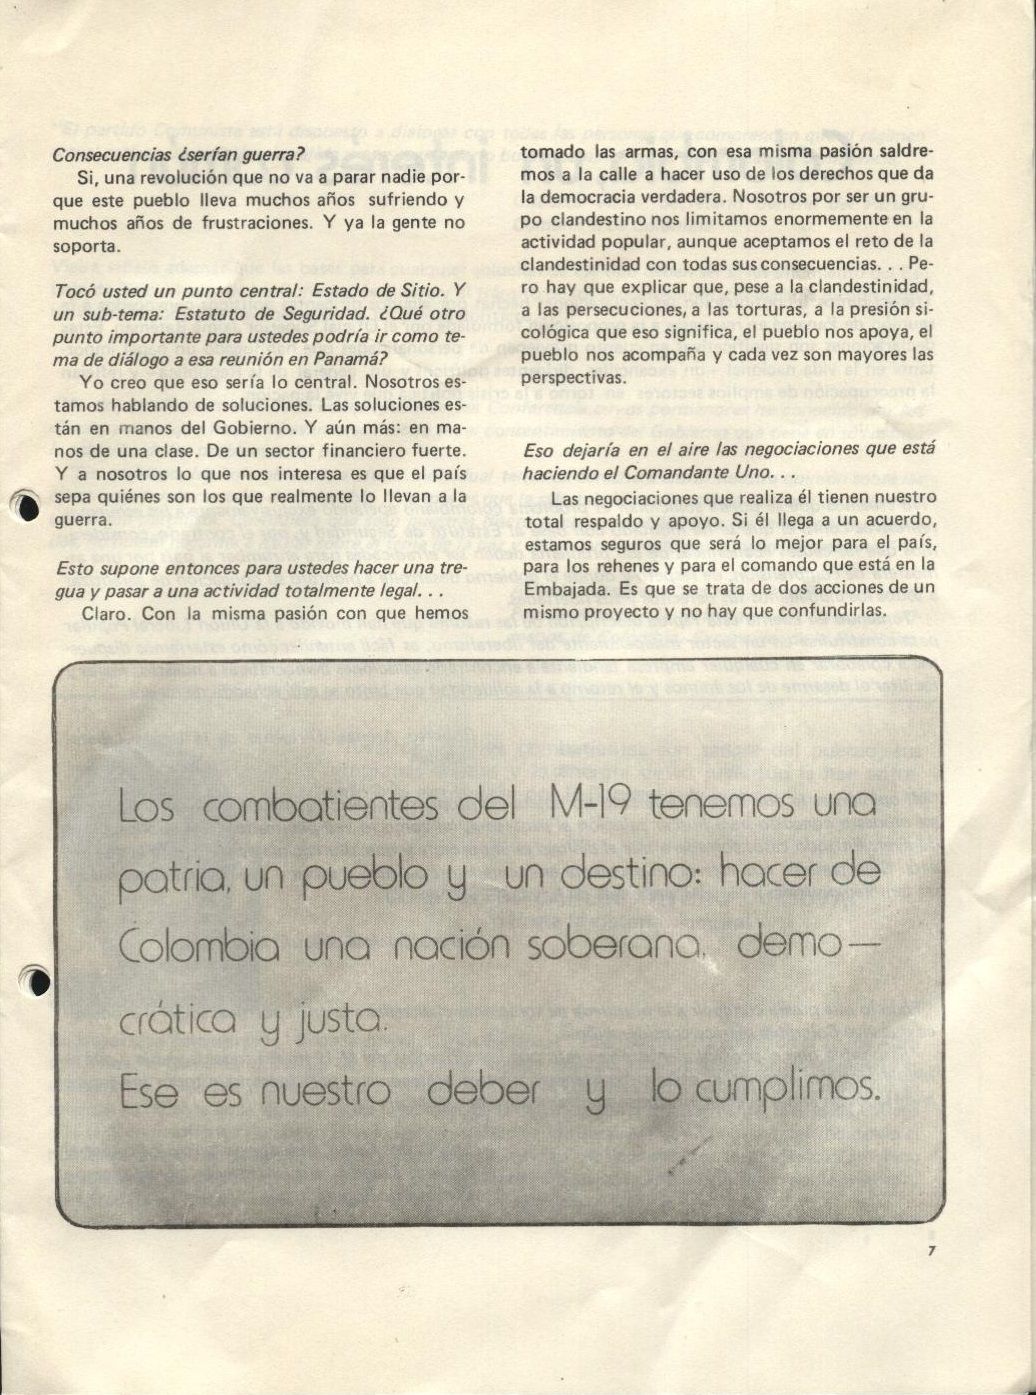 Consecuencias ¿serían guerra?
Si, una revolución que no va a parar nadie por-
que este pueblo lleva muchos años sufriendo y
muchos años de frustraciones. Y ya la gente no
soporta.
Tocó usted un punto central: Estado de Sitio. Y
un sub-tema: Estatuto de Seguridad. ¿Qué otro
punto importante para ustedes podría ir como te-
ma de diálogo a esa reunión en Panamá?
Yo creo que eso sería lo central. Nosotros es-
tamos hablando de soluciones. Las soluciones es-
tán en manos del Gobierno. Y aún más: en ma-
nos de una clase. De un sector financiero fuerte.
Y a nosotros lo que nos interesa es que el país
sepa quiénes son los que realmente lo llevan a la
guerra.
Esto supone entonces para ustedes hacer una tre-
gua y pasar a una actividad totalmente legal. . .
Claro. Con la misma pasión con que hemos
tomado las armas, con esa misma pasión saldre-
mos a la calle a hacer uso de los derechos que da
la democracia verdadera. Nosotros por ser un gru-
po clandestino nos limitamos enormemente en la
actividad popular, aunque aceptamos el reto de la
clandestinidad con todas sus consecuencias. . . Pe-
ro hay que explicar que, pese a la clandestinidad,
a las persecuciones, a las torturas, a la presión si-
cológica que eso significa, el pueblo nos apoya, el
pueblo nos acompaña y cada vez son mayores las
perspectivas.
Eso dejaría en el aire las negociaciones que está
haciendo el Comandante Uno. . .
Las negociaciones que realiza él tienen nuestro
total respaldo y apoyo. Si él llega a un acuerdo,
estamos seguros que será lo mejor para el país,
para los rehenes y para el comando que está en la
Embajada. Es que se trata de dos acciones de un
mismo proyecto y no hay que confundirlas.
Los combatientes del M-19 tenemos una
patria, un pueblo y un destino: hacer de
Colombia una nación soberana, demo—
crática y justa.
Ese es nuestro deber y lo cumplimos.
7